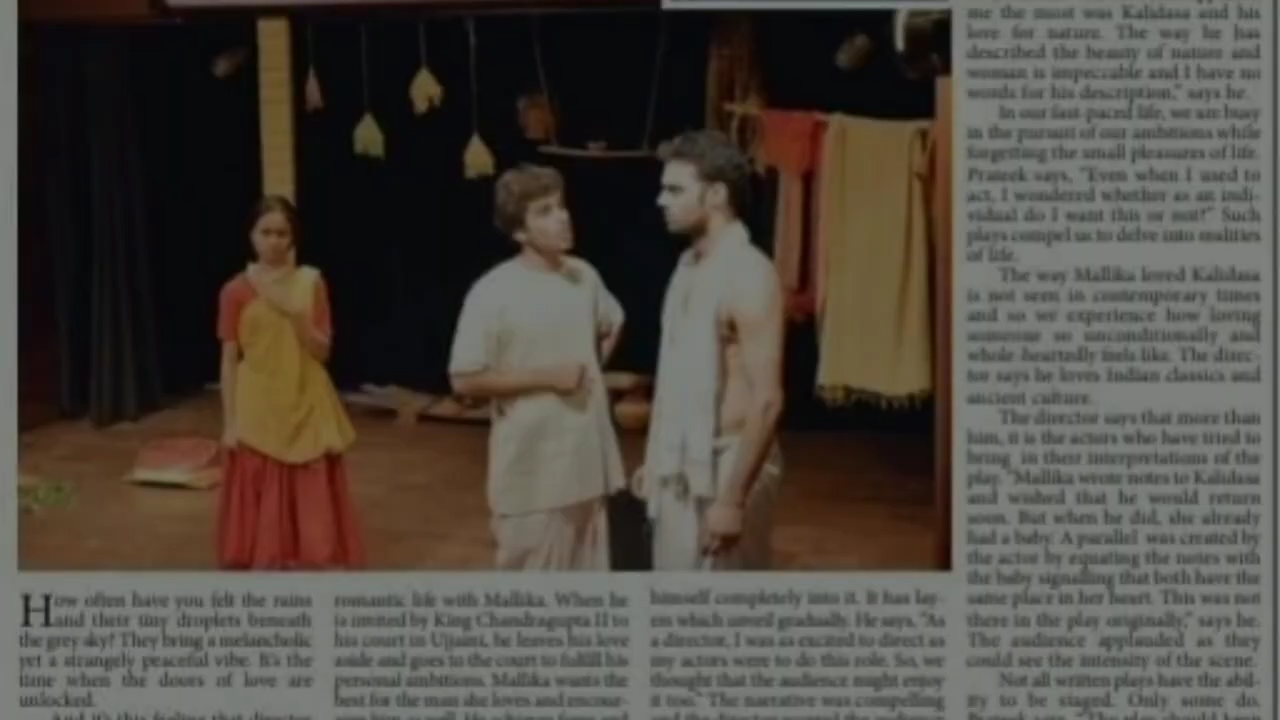 How often have you felt the rains
and their tiny droplets beneath
the grey sky? They bring a melancholic
yet a strangely peaceful vibe. It's the
time when the doors of love are
unlocked.
And it's this feeling that director
romantic life with Mallika. When he
is invited by King Chandragupta II to
his court in Ujjaini, he leaves his love
aside and goes to the court to fulfill his
personal ambitions. Mallika wants the
best for the man she loves and encour-
himself completely into it. It has lay-
ers which unveil gradually. He says, "As
a director, I was as excited to direct as
my actors were to do this role. So, we
thought that the audience might enjoy
it too." The narrative was compelling
and the director wanted the audience
me the most was Kalidasa and his
love for nature. The way he has
described the beauty of nature and
woman is impeccable and I have no
words for his description," says he.
In our fast-paced life, we are busy
in the pursuit of our ambitions while
forgetting the small pleasures of life.
Prateek says, "Even when I used to
act, I wondered whether as an indi-
vidual do I want this or not?" Such
plays compel us to delve into realities
of life.
The way Mallika loved Kalidasa
is not seen in contemporary times
and so we experience how loving
someone so unconditionally and
whole-heartedly feels like. The direc-
tor says he loves Indian classics and
ancient culture.
The director says that more than
him, it is the actors who have tried to
bring in their interpretations of the
play. "Mallika wrote notes to Kalidasa
and wished that he would return
soon. But when he did, she already
had a baby. A parallel was created by
the actor by equating the notes with
the baby signalling that both have the
same place in her heart. This was not
there in the play originally," says he.
The audience applauded as they
could see the intensity of the scene.
Not all written plays have the abil-
ity to be staged. Only some do.